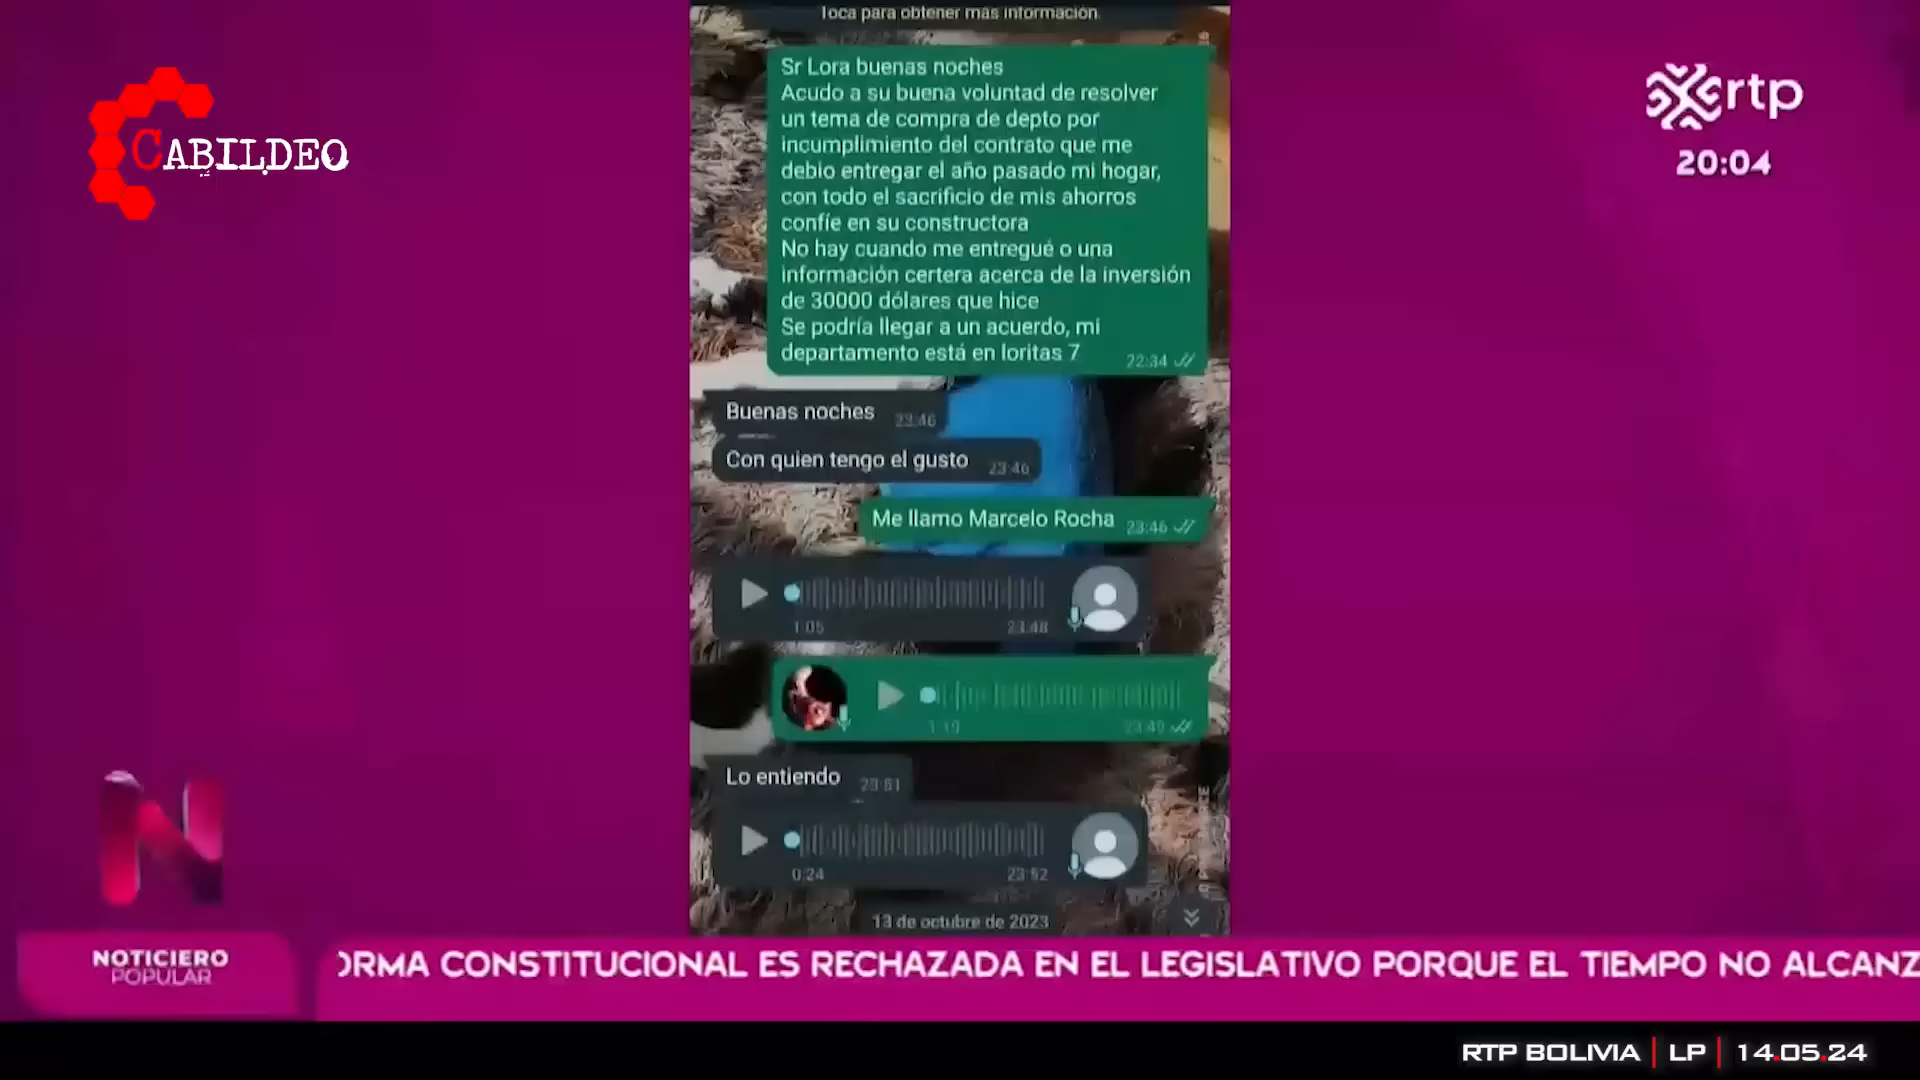 Toca para obtener más información.
CABILDEO
rtp
20:04
Sr Lora buenas noches
Acudo a su buena voluntad de resolver
un tema de compra de depto por
incumplimiento del contrato que me
debio entregar el año pasado mi hogar,
con todo el sacrificio de mis ahorros
confíe en su constructora
No hay cuando me entregué o una
información certera acerca de la inversión
de 30000 dólares que hice
Se podría llegar a un acuerdo, mi
departamento está en loritas 7
22:34
Buenas noches 23:46
Con quien tengo el gusto 23:46
Me llamo Marcelo Rocha 23:46
1:05 23:48
1:19 23:49
Lo entiendo 23:51
0:24 23:52
13 de octubre de 2023
N
NOTICIERO
POPULAR
ORMA CONSTITUCIONAL ES RECHAZADA EN EL LEGISLATIVO PORQUE EL TIEMPO NO ALCANZ
RTP BOLIVIA | LP | 14.05.24